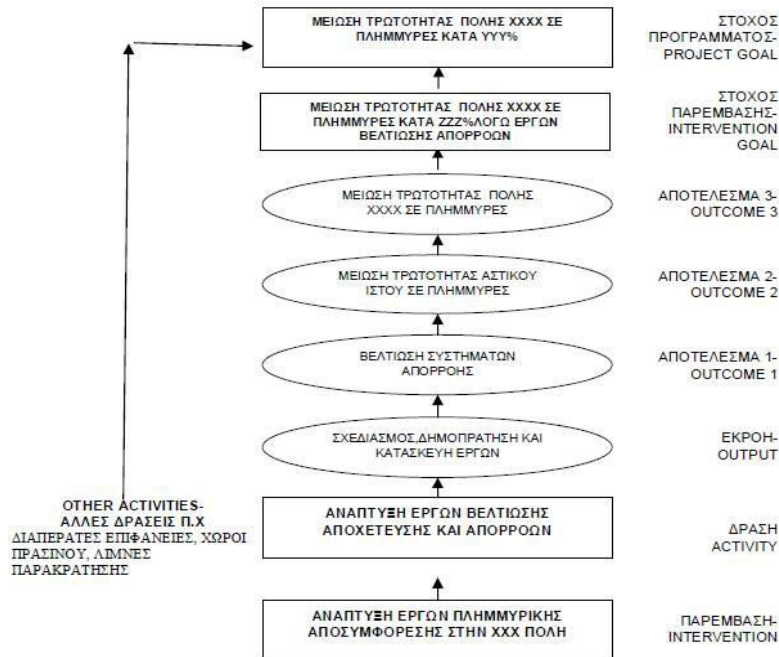 ΜΕΙΩΣΗ ΤΡΩΤΟΤΗΤΑΣ ΠΟΛΗΣ ΧΧΧΧ ΣΕ
ΠΛΗΜΜΥΡΕΣ ΚΑΤΑ ΥΥΥ%
ΣΤΟΧΟΣ
ΠΡΟΓΡΑΜΜΑΤΟΣ-
PROJECT GOAL
ΜΕΙΩΣΗ ΤΡΩΤΟΤΗΤΑΣ ΠΟΛΗΣ ΧΧΧΧ ΣΕ
ΠΛΗΜΜΥΡΕΣ ΚΑΤΑ ΖΖΖ%ΛΟΓΩ ΕΡΓΩΝ
ΒΕΛΤΙΩΣΗΣ ΑΠΟΡΡΟΩΝ
ΣΤΟΧΟΣ
ΠΑΡΕΜΒΑΣΗΣ-
INTERVENTION
GOAL
ΜΕΙΩΣΗ ΤΡΩΤΟΤΗΤΑΣ ΠΟΛΗΣ
ΧΧΧΧ ΣΕ ΠΛΗΜΜΥΡΕΣ
ΑΠΟΤΕΛΕΣΜΑ 3-
OUTCOME 3
ΜΕΙΩΣΗ ΤΡΩΤΟΤΗΤΑΣ ΑΣΤΙΚΟΥ
ΙΣΤΟΥ ΣΕ ΠΛΗΜΜΥΡΕΣ
ΑΠΟΤΕΛΕΣΜΑ 2-
OUTCOME 2
ΒΕΛΤΙΩΣΗ ΣΥΣΤΗΜΑΤΩΝ
ΑΠΟΡΡΟΗΣ
ΑΠΟΤΕΛΕΣΜΑ 1-
OUTCOME 1
ΣΧΕΔΙΑΣΜΟΣ,ΔΗΜΟΠΡΑΤΗΣΗ ΚΑΙ
ΚΑΤΑΣΚΕΥΗ ΕΡΓΩΝ
ΕΚΡΟΗ-
OUTPUT
OTHER ACTIVITIES-
ΑΛΛΕΣ ΔΡΑΣΕΙΣ Π.Χ
ΔΙΑΠΕΡΑΤΕΣ ΕΠΙΦΑΝΕΙΕΣ, ΧΩΡΟΙ
ΠΡΑΣΙΝΟΥ, ΛΙΜΝΕΣ
ΠΑΡΑΚΡΑΤΗΣΗΣ
ΑΝΑΠΤΥΞΗ ΕΡΓΩΝ ΒΕΛΤΙΩΣΗΣ
ΑΠΟΧΕΤΕΥΣΗΣ ΚΑΙ ΑΠΟΡΡΟΩΝ
ΔΡΑΣΗ
ACTIVITY
ΑΝΑΠΤΥΞΗ ΕΡΓΩΝ ΠΛΗΜΜΥΡΙΚΗΣ
ΑΠΟΣΥΜΦΟΡΕΣΗΣ ΣΤΗΝ ΧΧΧ ΠΟΛΗ
ΠΑΡΕΜΒΑΣΗ-
INTERVENTION